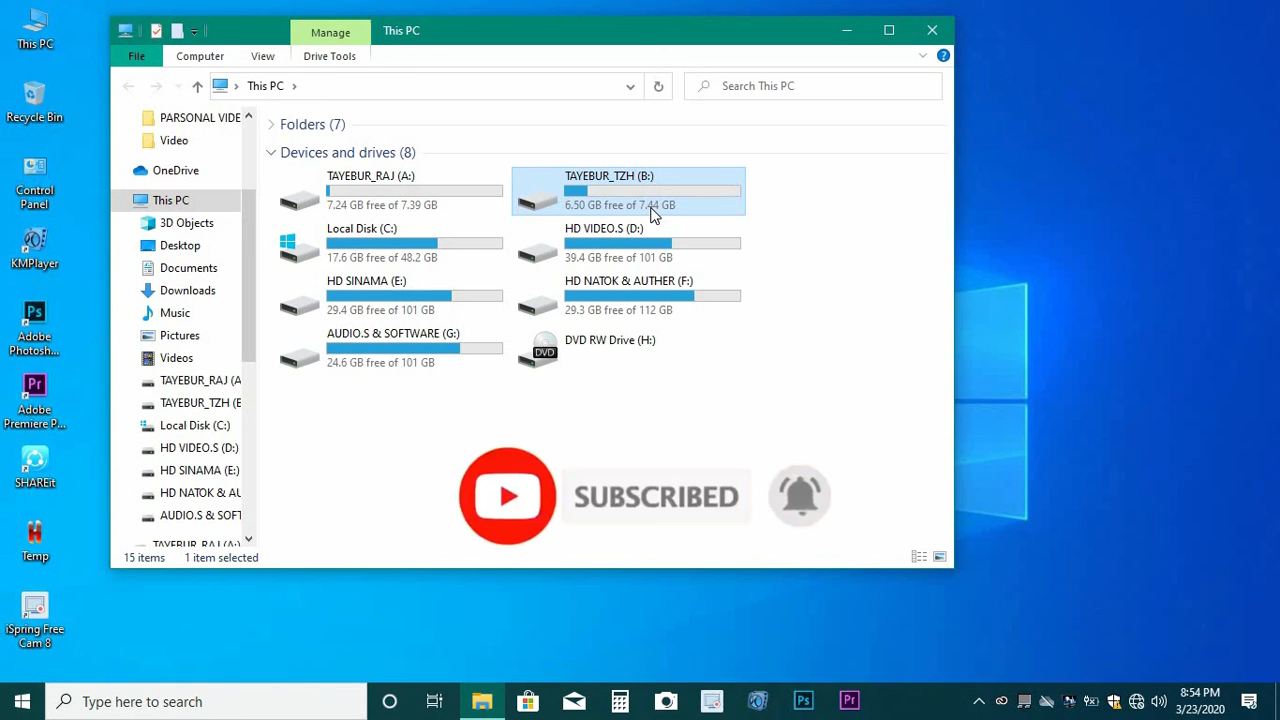 This PC
Recycle Bin
Control
Panel
KMPlayer
Adobe
Photosh...
Adobe
Premiere P...
SHAREit
Temp
iSpring Free
Cam 8
Manage
This PC
File
Computer
View
Drive Tools
This PC
Search This PC
PARSONAL VIDE
Video
OneDrive
This PC
3D Objects
Desktop
Documents
Downloads
Music
Pictures
Videos
TAYEBUR_RAJ (A
TAYEBUR_TZH (E
Local Disk (C:)
HD VIDEO.S (D:)
HD SINAMA (E:)
HD NATOK & AU
AUDIO.S & SOFT
TAYEBUR_RAJ (A:)
Folders (7)
Devices and drives (8)
TAYEBUR_RAJ (A:)
7.24 GB free of 7.39 GB
TAYEBUR_TZH (B:)
6.50 GB free of 7.44 GB
Local Disk (C:)
17.6 GB free of 48.2 GB
HD VIDEO.S (D:)
39.4 GB free of 101 GB
HD SINAMA (E:)
29.4 GB free of 101 GB
HD NATOK & AUTHER (F:)
29.3 GB free of 112 GB
AUDIO.S & SOFTWARE (G:)
24.6 GB free of 101 GB
DVD
DVD RW Drive (H:)
SUBSCRIBED
15 items
1 item selected
Type here to search
Ps
Pr
8:54 PM
3/23/2020